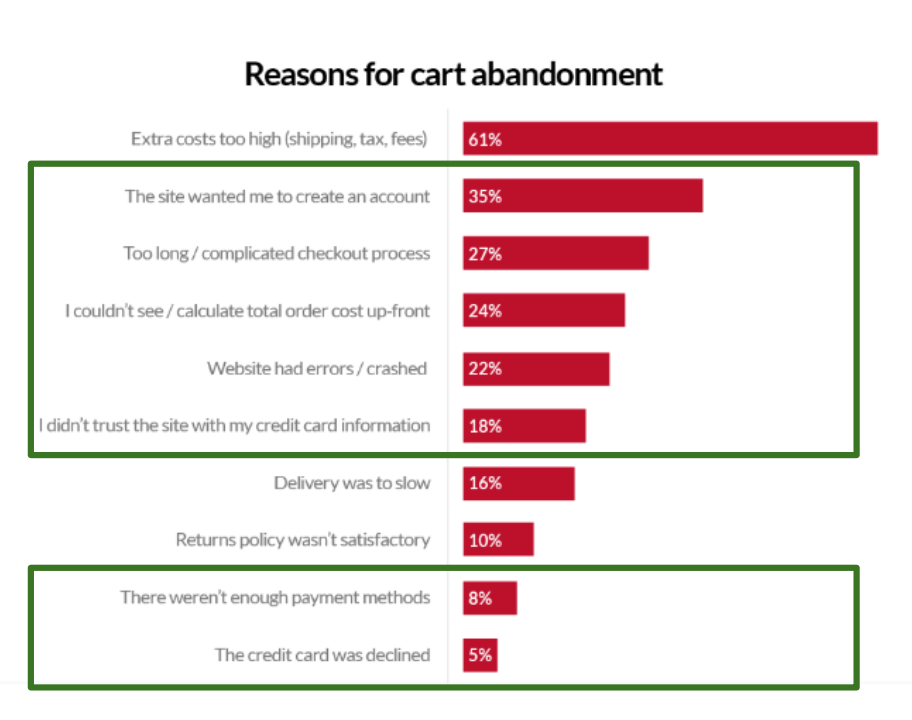 Reasons for cart abandonment
Extra costs too high (shipping, tax, fees) 61%
The site wanted me to create an account 35%
Too long / complicated checkout process 27%
I couldn't see / calculate total order cost up-front 24%
Website had errors / crashed 22%
I didn't trust the site with my credit card information 18%
Delivery was to slow 16%
Returns policy wasn't satisfactory 10%
There weren't enough payment methods 8%
The credit card was declined 5%